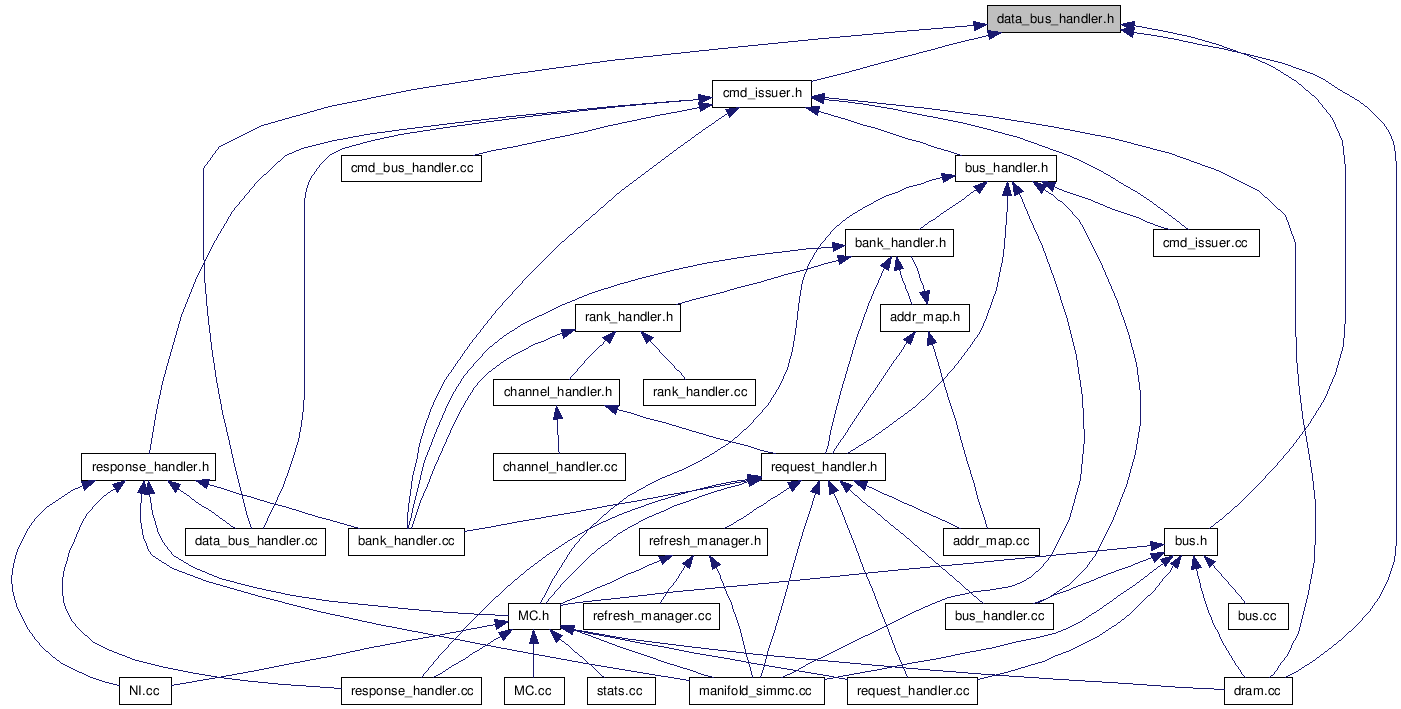 data_bus_handler.h
cmd_issuer.h
cmd_bus_handler.cc
bus_handler.h
bank_handler.h
cmd_issuer.cc
rank_handler.h
addr_map.h
channel_handler.h
rank_handler.cc
response_handler.h
channel_handler.cc
request_handler.h
data_bus_handler.cc
bank_handler.cc
refresh_manager.h
addr_map.cc
bus.h
MC.h
refresh_manager.cc
bus_handler.cc
bus.cc
NI.cc
response_handler.cc
MC.cc
stats.cc
manifold_simmc.cc
request_handler.cc
dram.cc